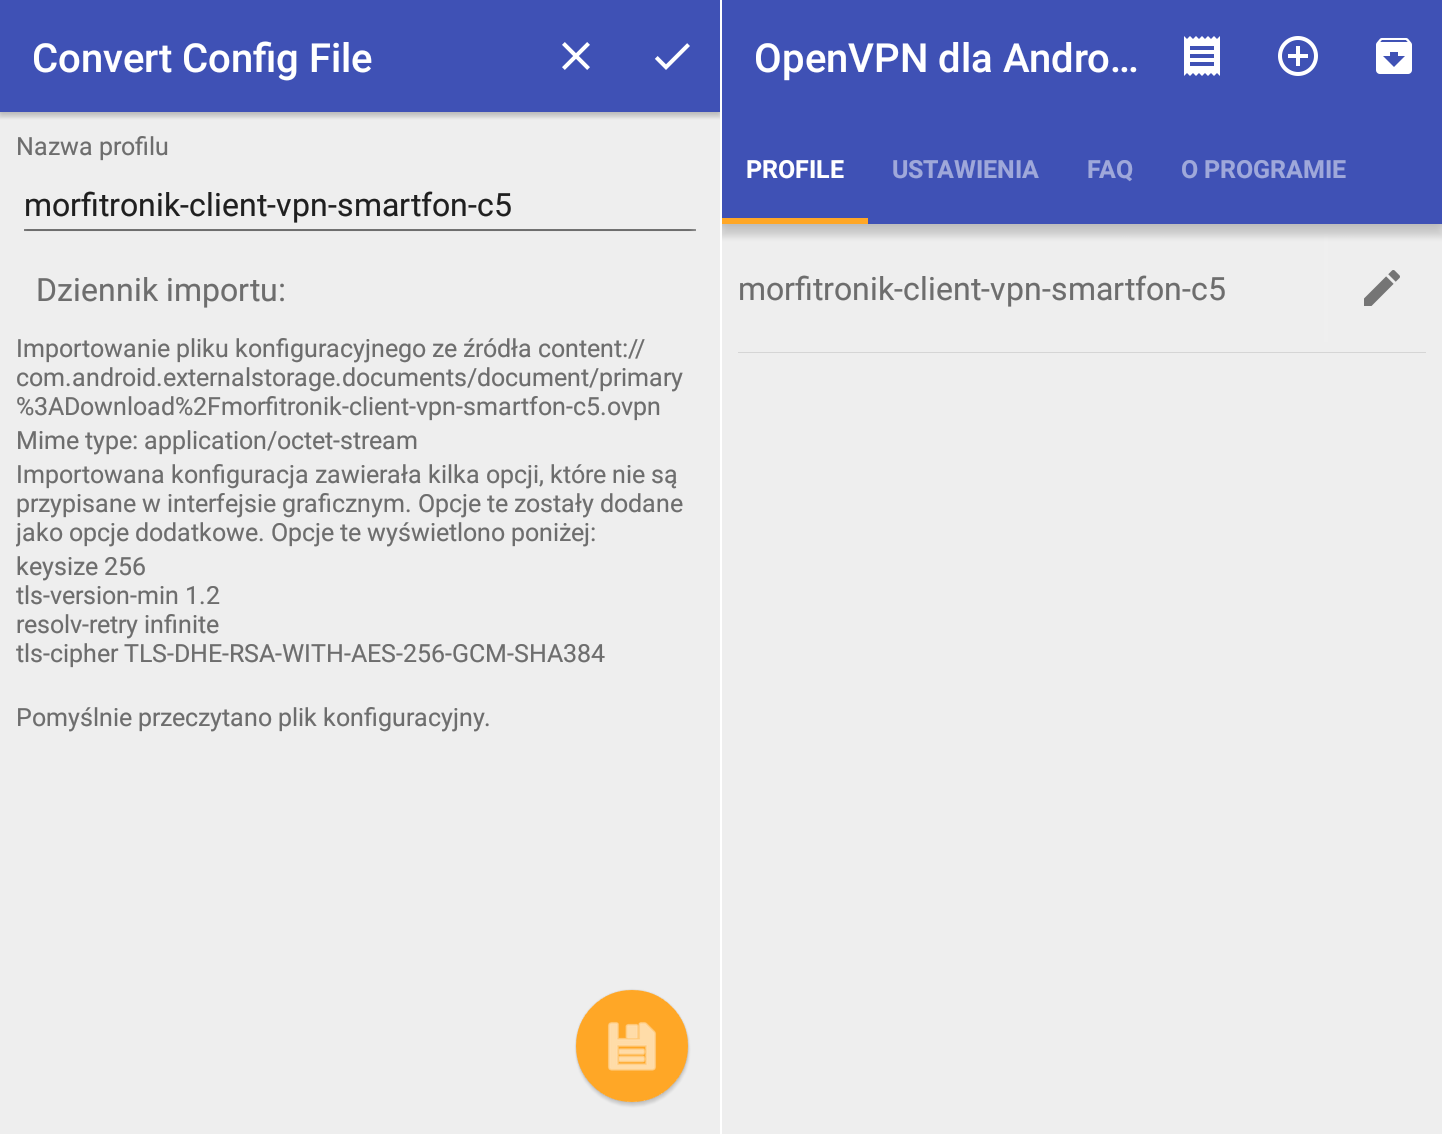 Convert Config File
Nazwa profilu
morfitronik-client-vpn-smartfon-c5
Dziennik importu:
Importowanie pliku konfiguracyjnego ze źródła content://
com.android.externalstorage.documents/document/primary
%3ADownload%2Fmorfitronik-client-vpn-smartfon-c5.ovpn
Mime type: application/octet-stream
Importowana konfiguracja zawierała kilka opcji, które nie są
przypisane w interfejsie graficznym. Opcje te zostały dodane
jako opcje dodatkowe. Opcje te wyświetlono poniżej:
keysize 256
tls-version-min 1.2
resolv-retry infinite
tls-cipher TLS-DHE-RSA-WITH-AES-256-GCM-SHA384
Pomyślnie przeczytano plik konfiguracyjny.
OpenVPN dla Andro...
PROFILE USTAWIENIA FAQ O PROGRAMIE
morfitronik-client-vpn-smartfon-c5